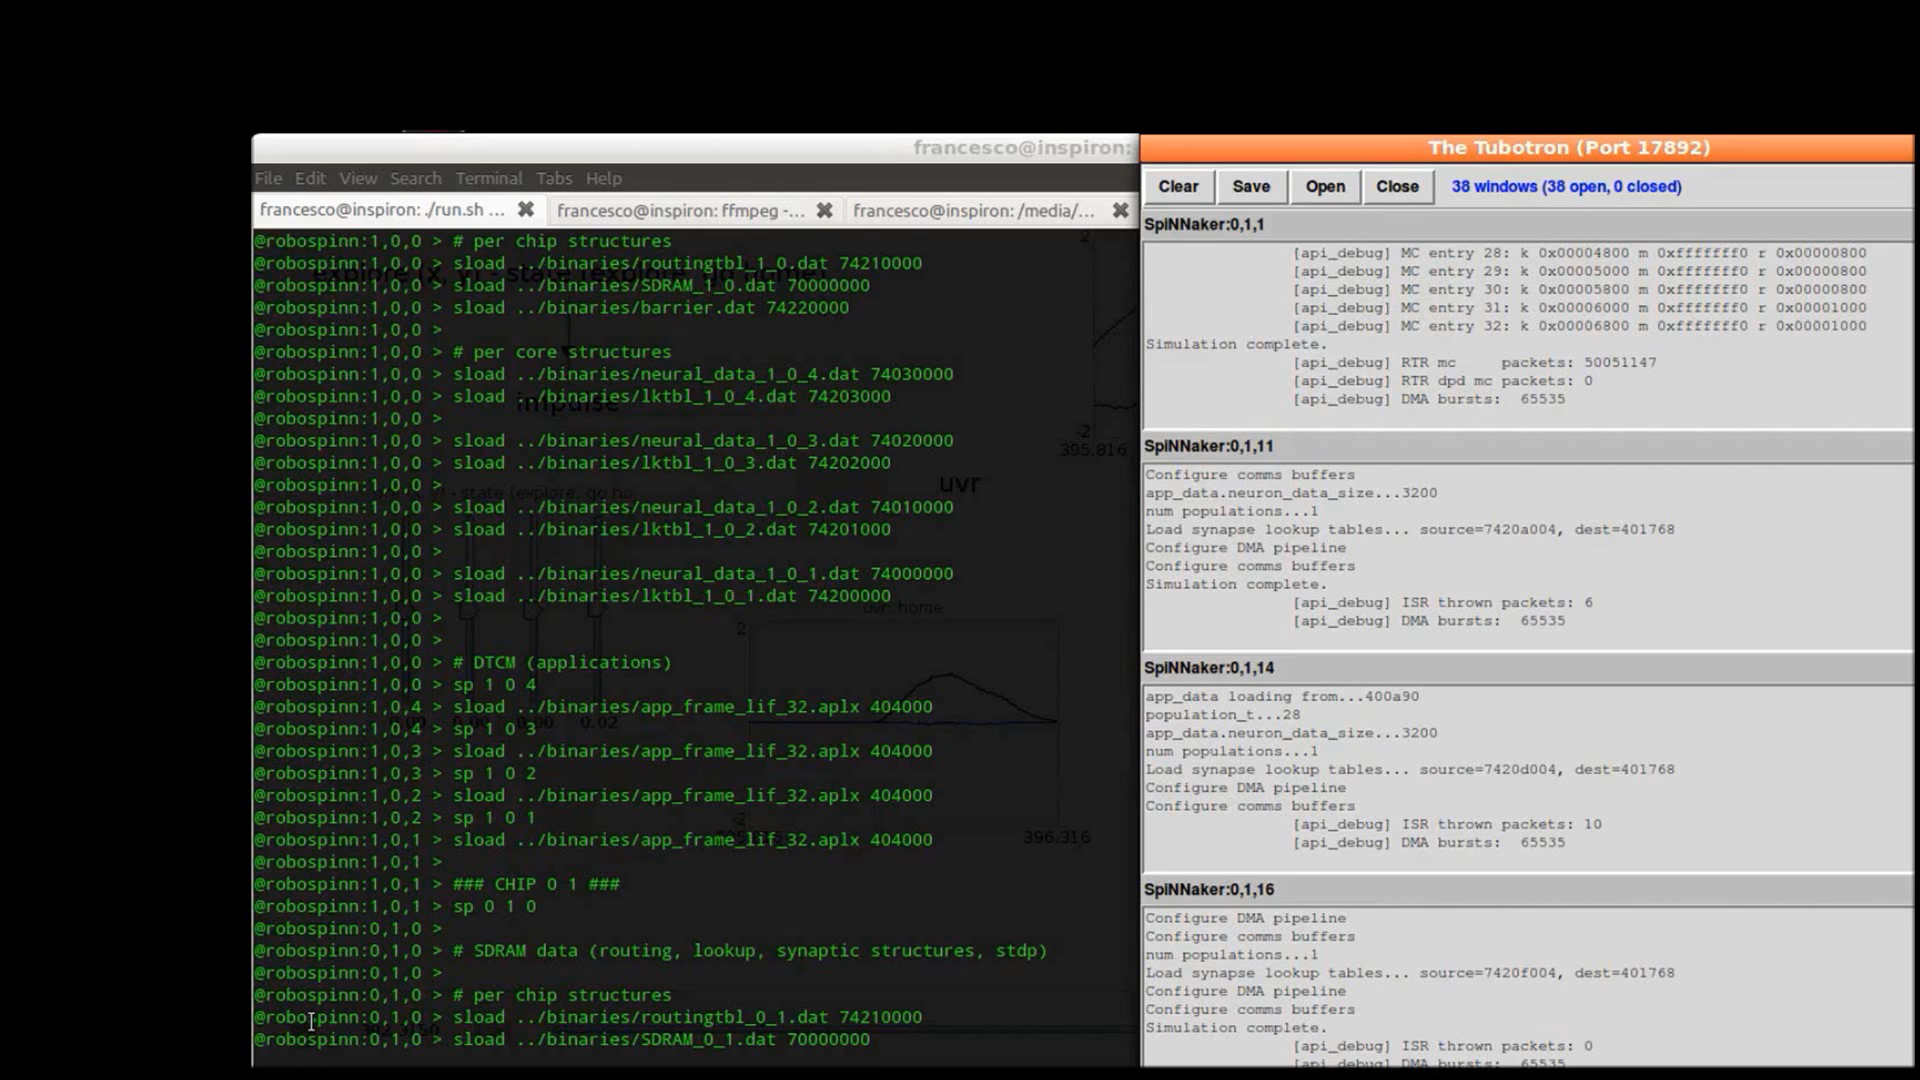 francesco@inspiron:
File Edit View Search Terminal Tabs Help
francesco@inspiron: ./run.sh ... francesco@inspiron: ffmpeg -... francesco@inspiron: /media/...
@robospinn:1,0,0 > # per chip structures
@robospinn:1,0,0 > sload ../binaries/routingtbl_1_0.dat 74210000
@robospinn:1,0,0 > sload ../binaries/SDRAM_1_0.dat 70000000
@robospinn:1,0,0 > sload ../binaries/barrier.dat 74220000
@robospinn:1,0,0 >
@robospinn:1,0,0 > # per core structures
@robospinn:1,0,0 > sload ../binaries/neural_data_1_0_4.dat 74030000
@robospinn:1,0,0 > sload ../binaries/lktbl_1_0_4.dat 74203000
@robospinn:1,0,0 >
@robospinn:1,0,0 > sload ../binaries/neural_data_1_0_3.dat 74020000
@robospinn:1,0,0 > sload ../binaries/lktbl_1_0_3.dat 74202000
@robospinn:1,0,0 >
@robospinn:1,0,0 > sload ../binaries/neural_data_1_0_2.dat 74010000
@robospinn:1,0,0 > sload ../binaries/lktbl_1_0_2.dat 74201000
@robospinn:1,0,0 >
@robospinn:1,0,0 > sload ../binaries/neural_data_1_0_1.dat 74000000
@robospinn:1,0,0 > sload ../binaries/lktbl_1_0_1.dat 74200000
@robospinn:1,0,0 >
@robospinn:1,0,0 >
@robospinn:1,0,0 > # DTCM (applications)
@robospinn:1,0,0 > sp 1 0 4
@robospinn:1,0,4 > sload ../binaries/app_frame_lif_32.aplx 404000
@robospinn:1,0,4 > sp 1 0 3
@robospinn:1,0,3 > sload ../binaries/app_frame_lif_32.aplx 404000
@robospinn:1,0,3 > sp 1 0 2
@robospinn:1,0,2 > sload ../binaries/app_frame_lif_32.aplx 404000
@robospinn:1,0,2 > sp 1 0 1
@robospinn:1,0,1 > sload ../binaries/app_frame_lif_32.aplx 404000
@robospinn:1,0,1 >
@robospinn:1,0,1 > ### CHIP 0 1 ###
@robospinn:1,0,1 > sp 0 1 0
@robospinn:0,1,0 >
@robospinn:0,1,0 > # SDRAM data (routing, lookup, synaptic structures, stdp)
@robospinn:0,1,0 >
@robospinn:0,1,0 > # per chip structures
@robospinn:0,1,0 > sload ../binaries/routingtbl_0_1.dat 74210000
@robospinn:0,1,0 > sload ../binaries/SDRAM_0_1.dat 70000000
explore (x, y) - state (explore, go home)
impulse
2
-2
395.816
uvr
uvr: home
2
0.02
396.316
The Tubotron (Port 17892)
Clear Save Open Close 38 windows (38 open, 0 closed)
SpiNNaker:0,1,1
[api_debug] MC entry 28: k 0x00004800 m 0xfffffff0 r 0x00000800
[api_debug] MC entry 29: k 0x00005000 m 0xfffffff0 r 0x00000800
[api_debug] MC entry 30: k 0x00005800 m 0xfffffff0 r 0x00000800
[api_debug] MC entry 31: k 0x00006000 m 0xfffffff0 r 0x00001000
[api_debug] MC entry 32: k 0x00006800 m 0xfffffff0 r 0x00001000
Simulation complete.
[api_debug] RTR mc packets: 50051147
[api_debug] RTR dpd mc packets: 0
[api_debug] DMA bursts: 65535
SpiNNaker:0,1,11
Configure comms buffers
app_data.neuron_data_size...3200
num populations...1
Load synapse lookup tables... source=7420a004, dest=401768
Configure DMA pipeline
Configure comms buffers
Simulation complete.
[api_debug] ISR thrown packets: 6
[api_debug] DMA bursts: 65535
SpiNNaker:0,1,14
app_data loading from...400a90
population_t...28
app_data.neuron_data_size...3200
num populations...1
Load synapse lookup tables... source=7420d004, dest=401768
Configure DMA pipeline
Configure comms buffers
[api_debug] ISR thrown packets: 10
[api_debug] DMA bursts: 65535
SpiNNaker:0,1,16
Configure DMA pipeline
Configure comms buffers
num populations...1
Load synapse lookup tables... source=7420f004, dest=401768
Configure DMA pipeline
Configure comms buffers
Simulation complete.
[api_debug] ISR thrown packets: 0
[api_debug] DMA bursts: 65535